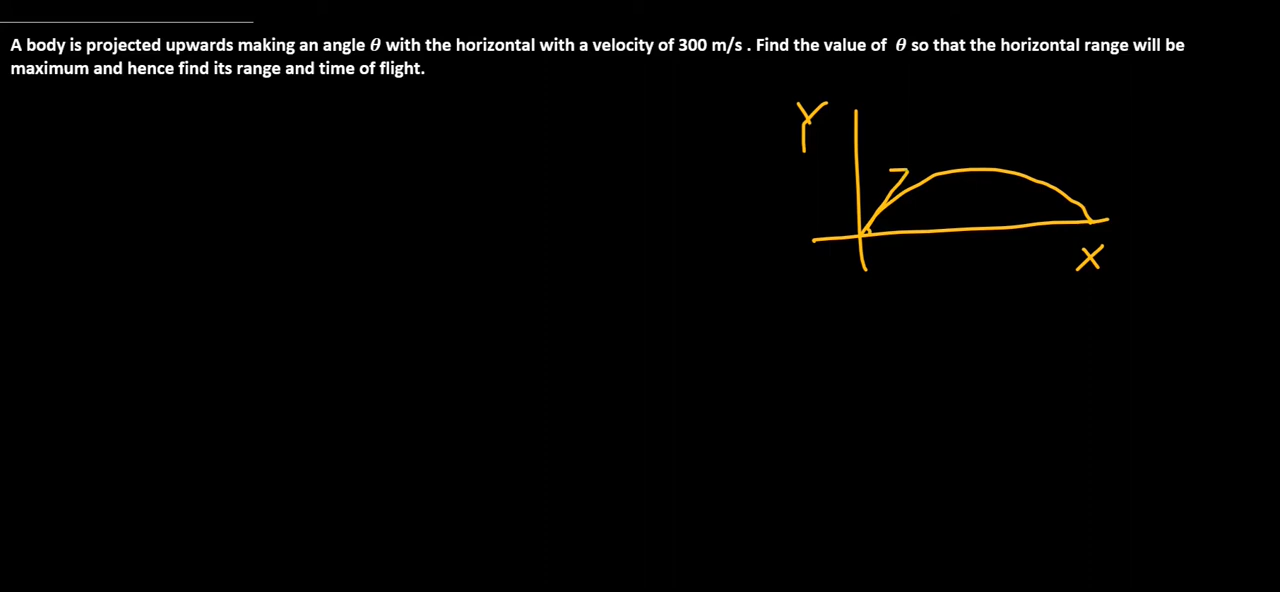 A body is projected upwards making an angle θ with the horizontal with a velocity of 300 m/s . Find the value of θ so that the horizontal range will be
maximum and hence find its range and time of flight.
Y
X